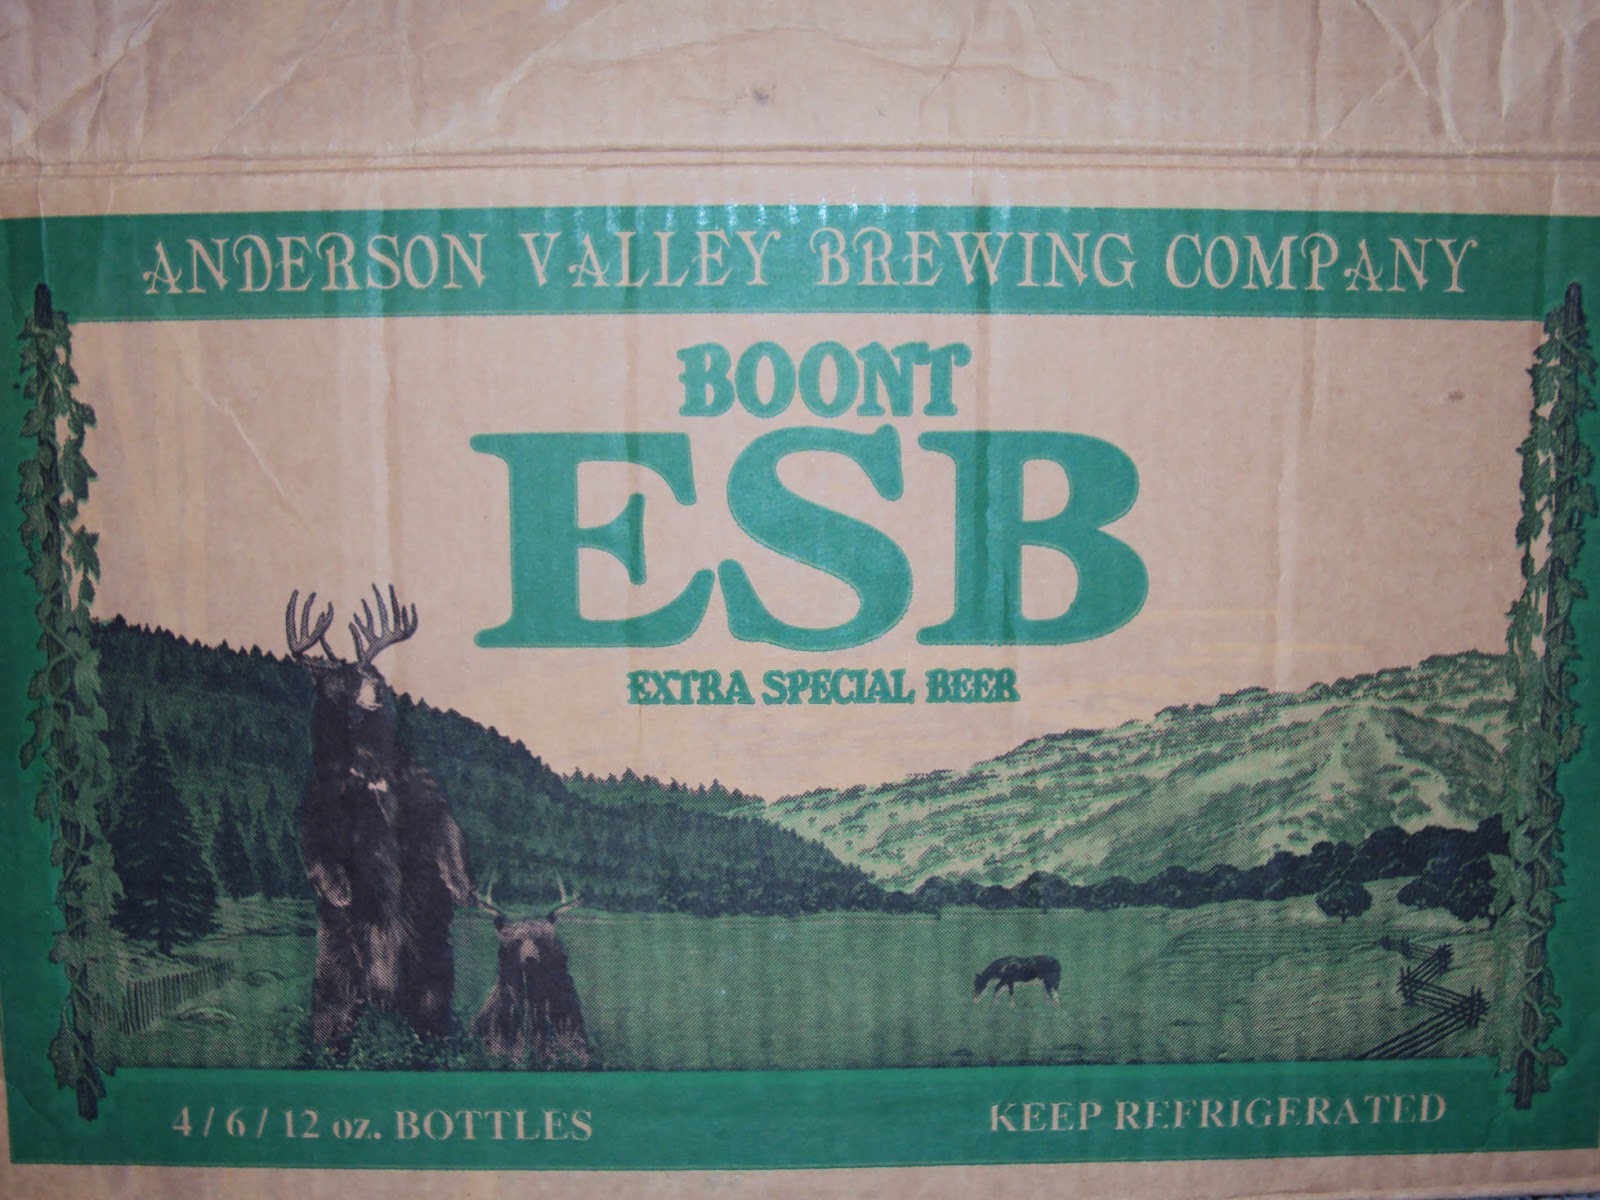 ANDERSON VALLEY BREWING COMPANY
BOONT
ESB
EXTRA SPECIAL BEER
4 / 6 / 12 oz. BOTTLES
KEEP REFRIGERATED